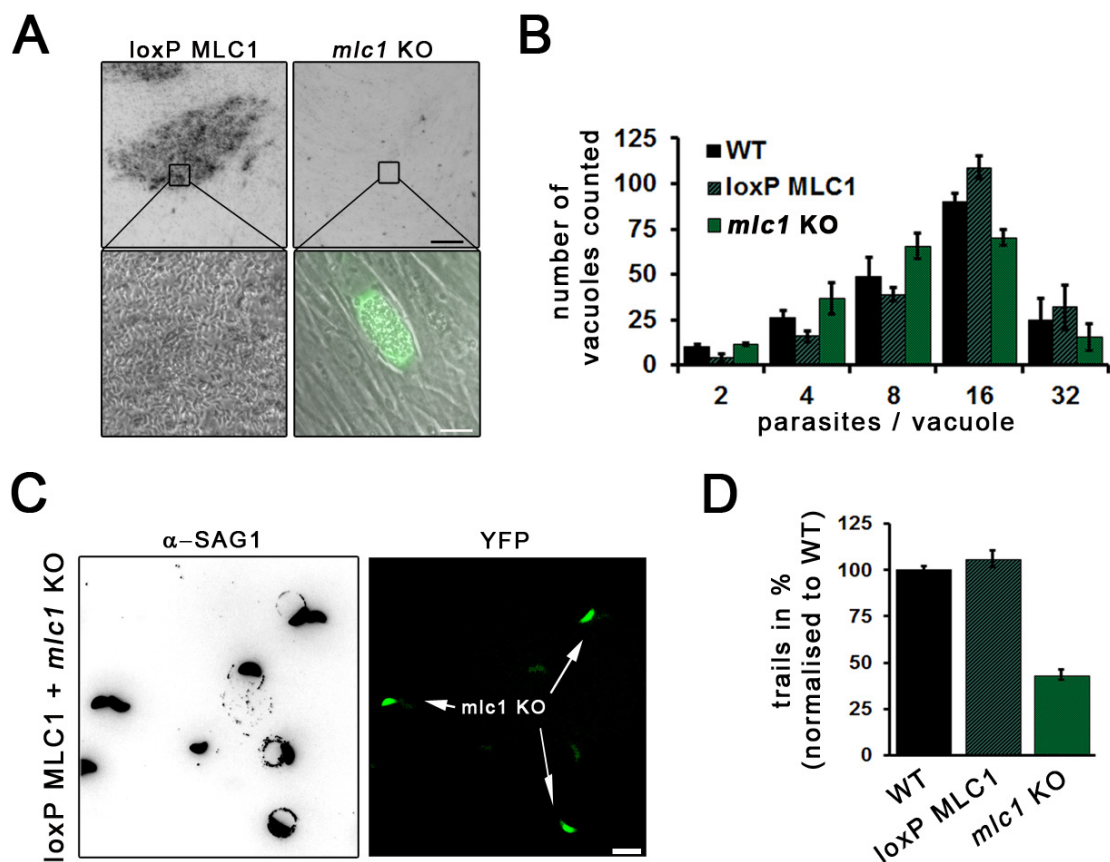 A
loxP MLC1
mlc1 KO
B
number of
vacuoles counted
125
100
75
50
25
0
WT
loxP MLC1
mlc1 KO
2 4 8 16 32
parasites / vacuole
C
loxP MLC1 + mlc1 KO
α–SAG1
YFP
mlc1 KO
D
trails in %
(normalised to WT)
125
100
75
50
25
0
WT
loxP MLC1
mlc1 KO